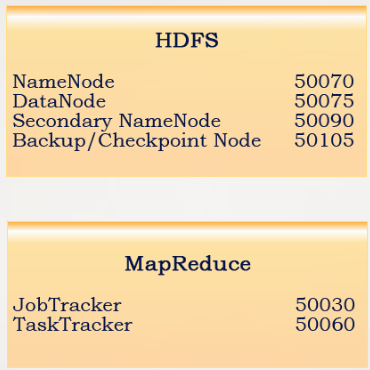 HDFS
NameNode 50070
DataNode 50075
Secondary NameNode 50090
Backup/Checkpoint Node 50105
MapReduce
JobTracker 50030
TaskTracker 50060